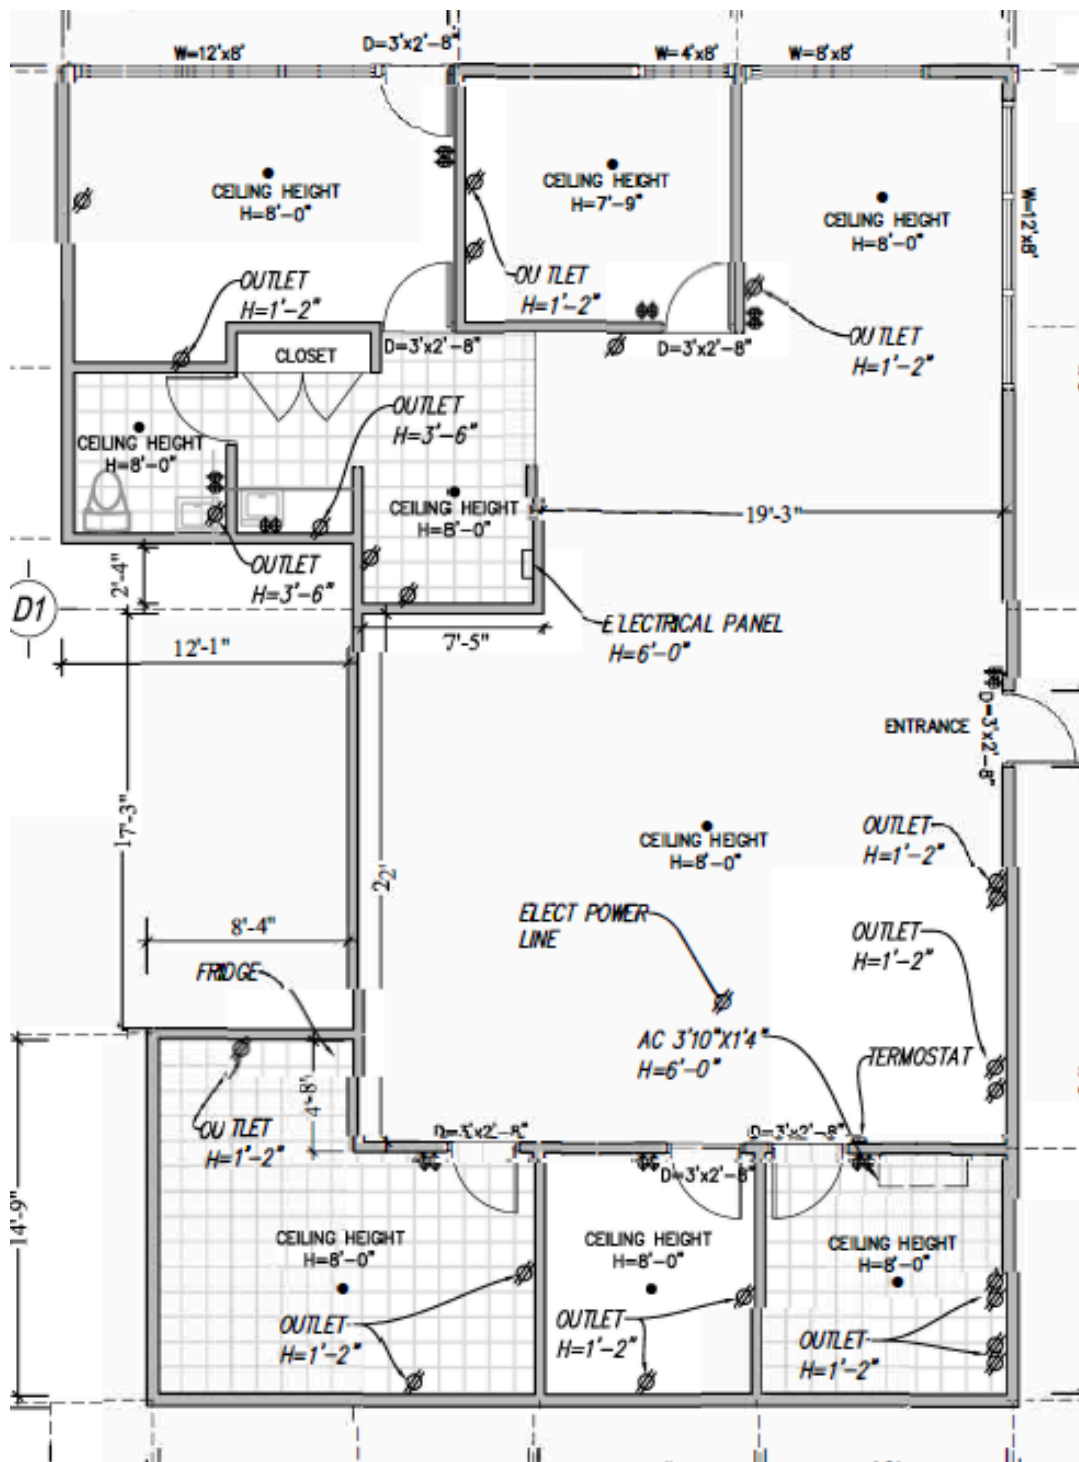 W=12'x8'
D=3'x2'-8"
W=4'x8'
W=8'x8'
CEILING HEIGHT
H=8'-0"
CEILING HEIGHT
H=7'-9"
CEILING HEIGHT
H=8'-0"
W=12'x8'
OUTLET
H=1'-2"
OUTLET
H=1'-2"
OUTLET
H=1'-2"
CLOSET
D=3'x2'-8"
D=3'x2'-8"
OUTLET
H=3'-6"
CEILING HEIGHT
H=8'-0"
CEILING HEIGHT
H=8'-0"
19'-3"
OUTLET
H=3'-6"
2'-4"
D1
12'-1"
7'-5"
ELECTRICAL PANEL
H=6'-0"
ENTRANCE
D=3'x2'-8"
17'-3"
22'
CEILING HEIGHT
H=8'-0"
OUTLET
H=1'-2"
ELECT POWER
LINE
OUTLET
H=1'-2"
8'-4"
FRIDGE
AC 3'10"X1'4"
H=6'-0"
TERMOSTAT
4'-8'
OUTLET
H=1'-2"
D=3'x2'-8"
D=3'x2'-8"
D=3'x2'-8"
14'-9"
CEILING HEIGHT
H=8'-0"
CEILING HEIGHT
H=8'-0"
CEILING HEIGHT
H=8'-0"
OUTLET
H=1'-2"
OUTLET
H=1'-2"
OUTLET
H=1'-2"